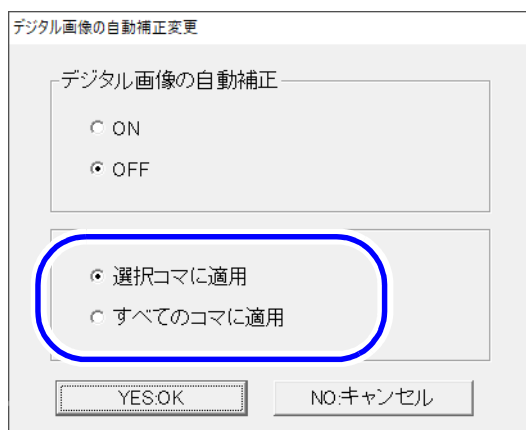 デジタル画像の自動補正変更
デジタル画像の自動補正
ON
OFF
選択コマに適用
すべてのコマに適用
YES:OK
NO:キャンセル